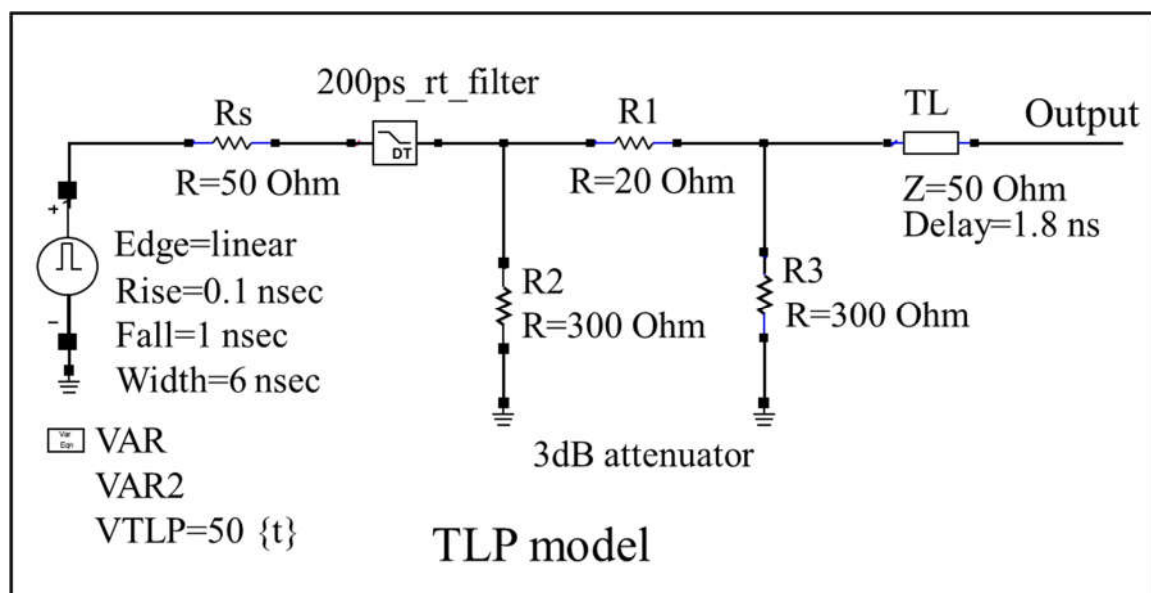 200ps_rt_filter
Rs
R1
TL
Output
DT
R=50 Ohm
R=20 Ohm
Z=50 Ohm
Delay=1.8 ns
+
Edge=linear
Rise=0.1 nsec
Fall=1 nsec
Width=6 nsec
R2
R=300 Ohm
R3
R=300 Ohm
Var
Eqn
VAR
VAR2
VTLP=50 {t}
3dB attenuator
TLP model